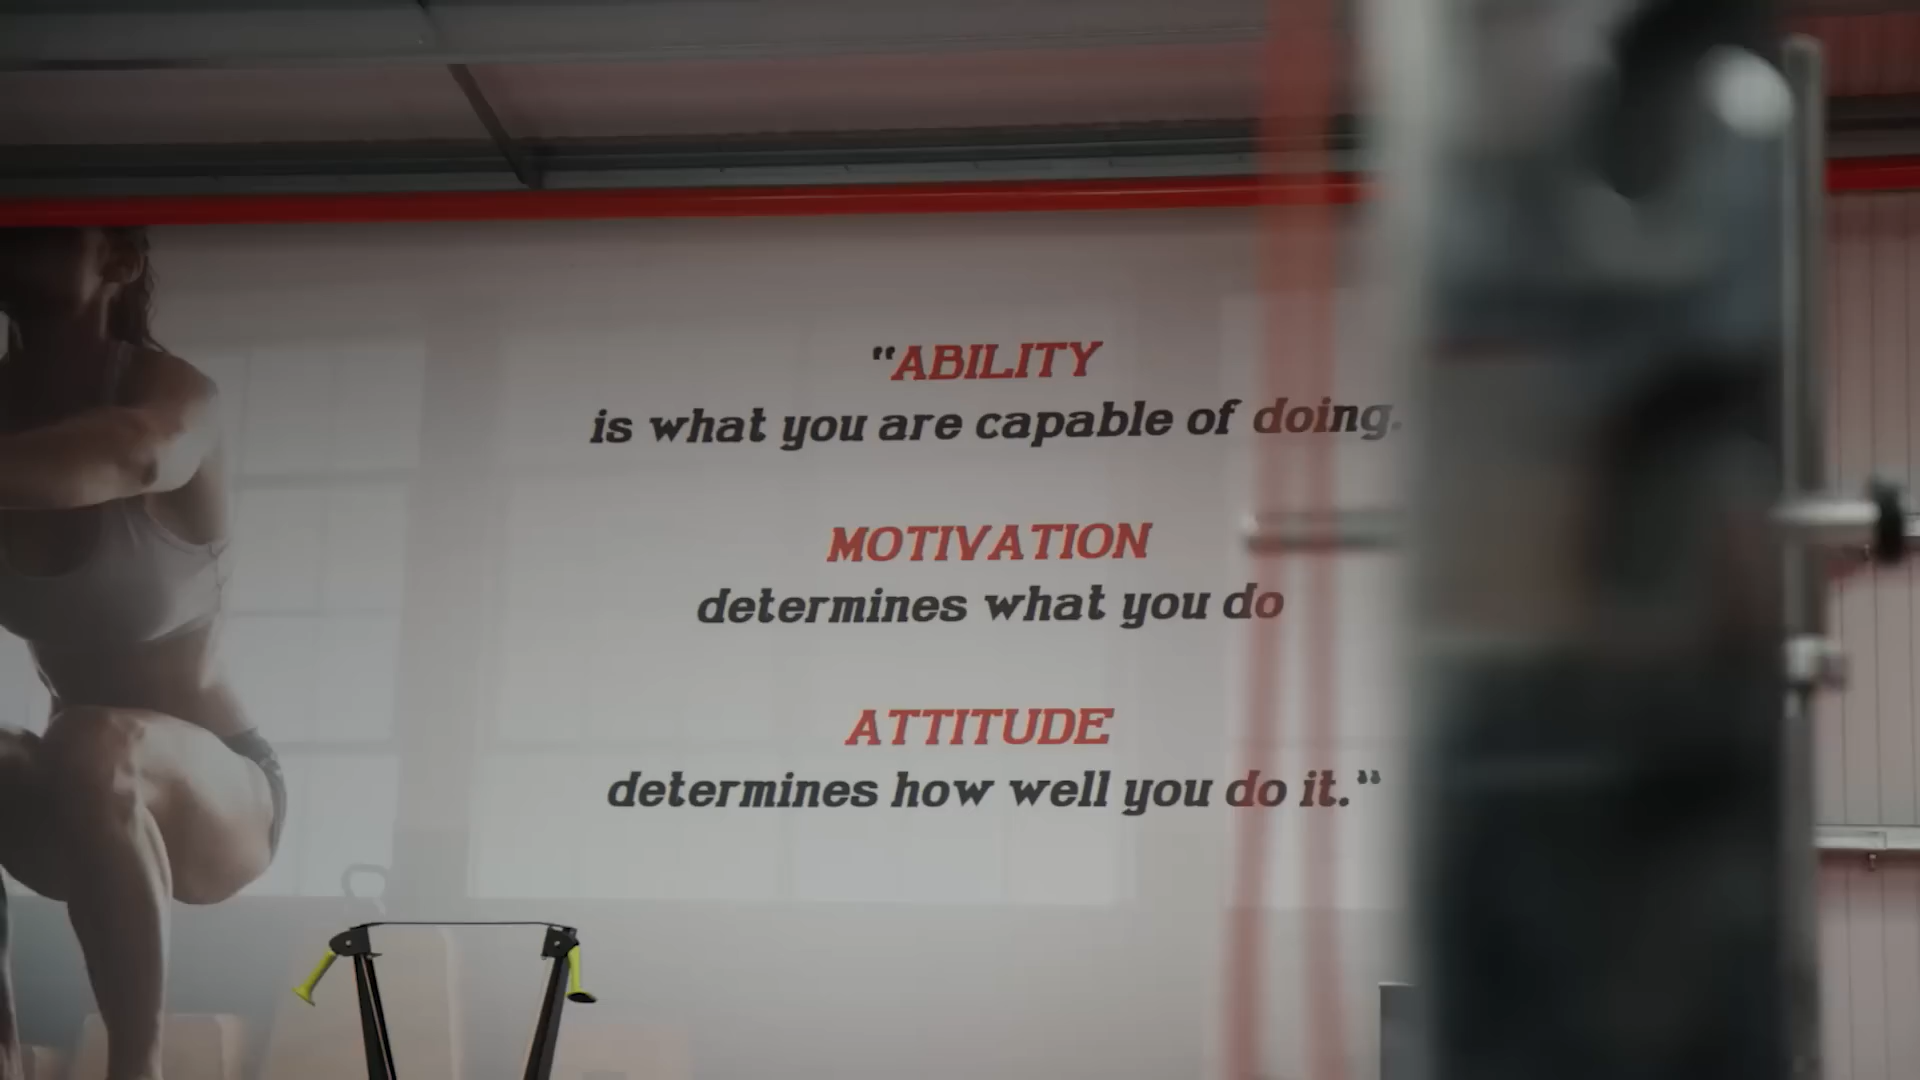 "ABILITY
is what you are capable of doing.
MOTIVATION
determines what you do
ATTITUDE
determines how well you do it."